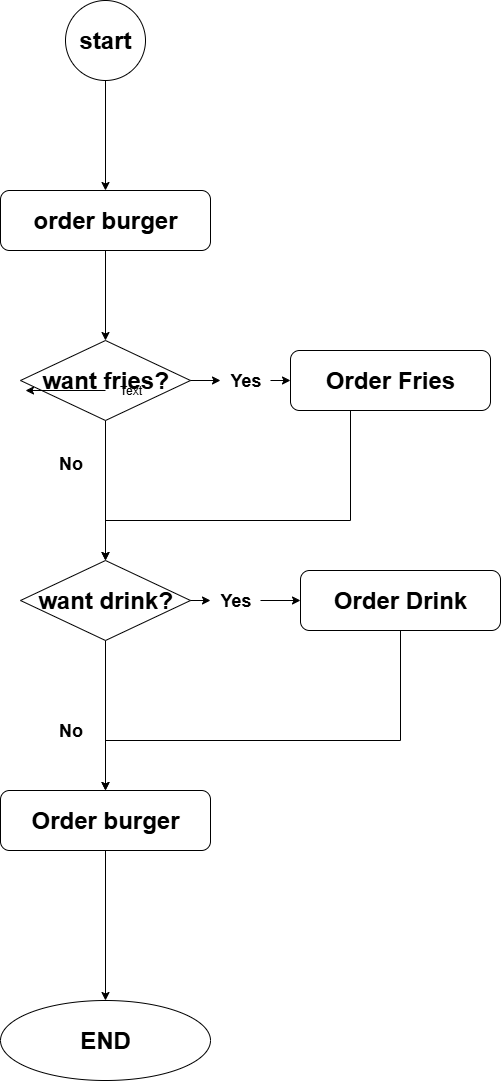 start
order burger
want fries?
Text
Yes
Order Fries
No
want drink?
Yes
Order Drink
No
Order burger
END